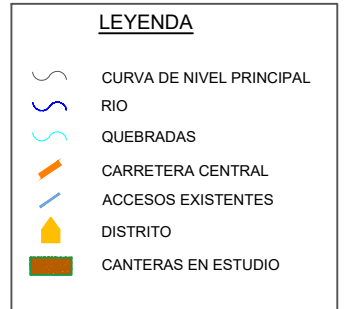 LEYENDA
CURVA DE NIVEL PRINCIPAL
RIO
QUEBRADAS
CARRETERA CENTRAL
ACCESOS EXISTENTES
DISTRITO
CANTERAS EN ESTUDIO